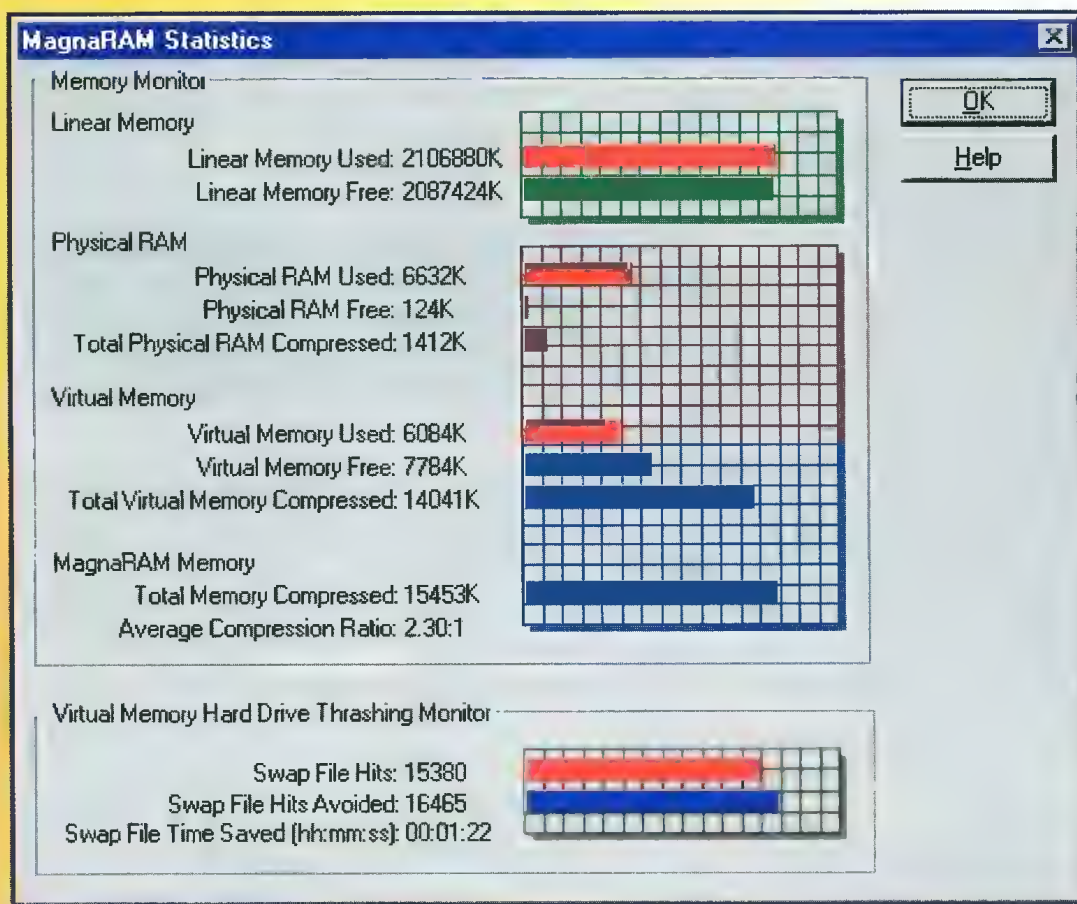 MagnaRAM Statistics
Memory Monitor
OK
Help
Linear Memory
Linear Memory Used: 2106880K
Linear Memory Free: 2087424K
Physical RAM
Physical RAM Used: 6632K
Physical RAM Free: 124K
Total Physical RAM Compressed: 1412K
Virtual Memory
Virtual Memory Used: 6084K
Virtual Memory Free: 7784K
Total Virtual Memory Compressed: 14041K
MagnaRAM Memory
Total Memory Compressed: 15453K
Average Compression Ratio: 2.30:1
Virtual Memory Hard Drive Thrashing Monitor
Swap File Hits: 15380
Swap File Hits Avoided: 16465
Swap File Time Saved (hh:mm:ss): 00:01:22